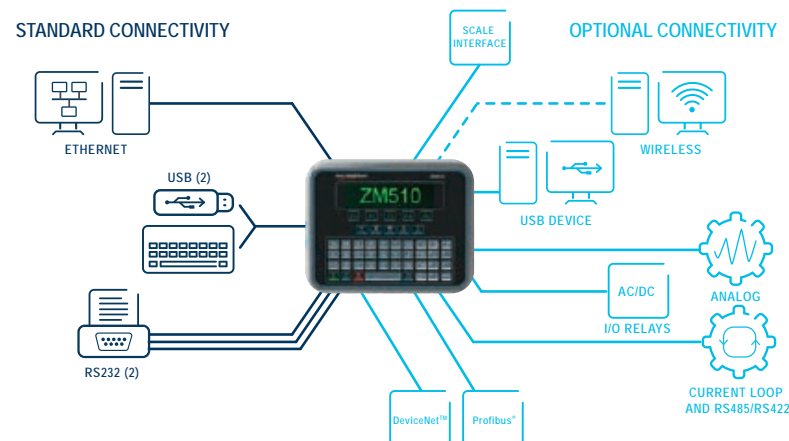 STANDARD CONNECTIVITY
OPTIONAL CONNECTIVITY
SCALE
INTERFACE
ETHERNET
WIRELESS
USB (2)
USB DEVICE
ZM510
AC/DC
ANALOG
I/O RELAYS
RS232 (2)
CURRENT LOOP
AND RS485/RS422
DeviceNet™
Profibus®